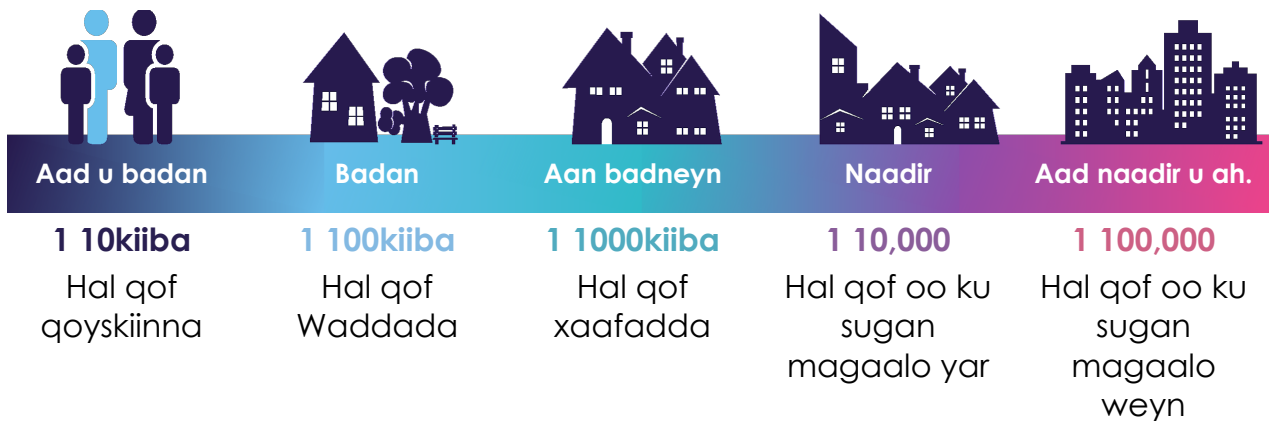 Aad u badan
Badan
Aan badneyn
Naadir
Aad naadir u ah.
1 10kiiba
1 100kiiba
1 1000kiiba
1 10,000
1 100,000
Hal qof
qoyskiinna
Hal qof
Waddada
Hal qof
xaafadda
Hal qof oo ku
sugan
magaalo yar
Hal qof oo ku
sugan
magaalo
weyn